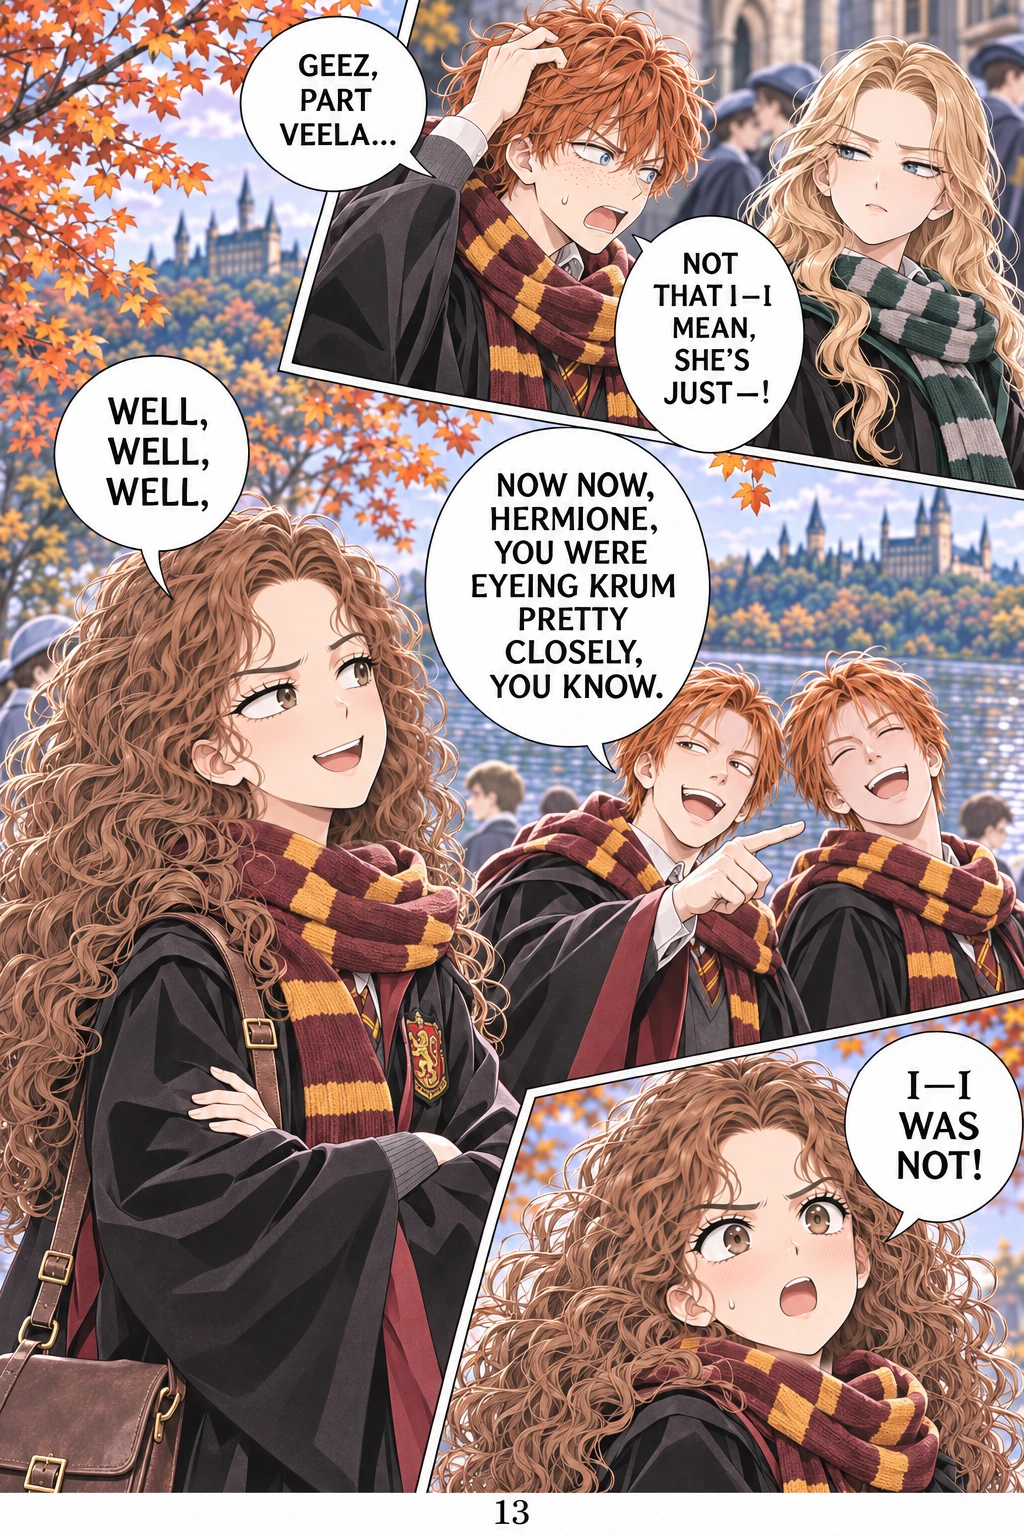 GEEZ,
PART
VEELA...
NOT
THAT I—I
MEAN,
SHE'S
JUST—!
WELL,
WELL,
WELL,
NOW NOW,
HERMIONE,
YOU WERE
EYEING KRUM
PRETTY
CLOSELY,
YOU KNOW.
I—I
WAS
NOT!
13